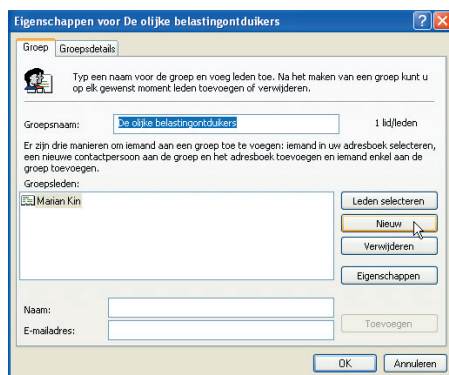 Eigenschappen voor De olijke belastingontduikers
Groep Groepsdetails
Typ een naam voor de groep en voeg leden toe. Na het maken van een groep kunt u
op elk gewenst moment leden toevoegen of verwijderen.
Groepsnaam: De olijke belastingontduikers 1 lid/leden
Er zijn drie manieren om iemand aan een groep toe te voegen: iemand in uw adresboek selecteren,
een nieuwe contactpersoon aan de groep en het adresboek toevoegen en iemand enkel aan de
groep toevoegen.
Groepsleden:
Marian Kin
Leden selecteren
Nieuw
Verwijderen
Eigenschappen
Naam:
E-mailadres:
Toevoegen
OK Annuleren